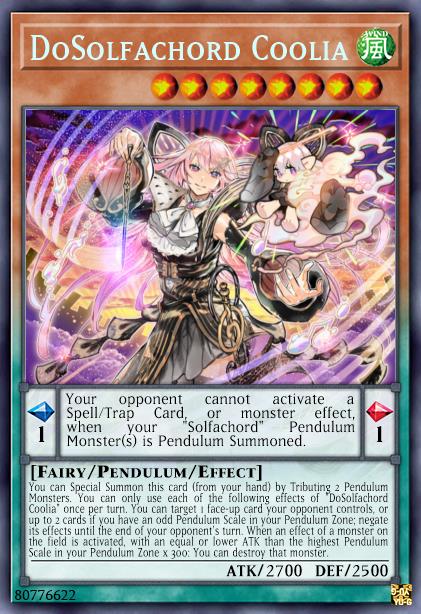 DoSolfachord Coolia
WIND
風
Your opponent cannot activate a
Spell/Trap Card, or monster effect,
when your "Solfachord" Pendulum
Monster(s) is Pendulum Summoned.
1
1
[Fairy/Pendulum/Effect]
You can Special Summon this card (from your hand) by Tributing 2 Pendulum
Monsters. You can only use each of the following effects of "DoSolfachord
Coolia" once per turn. You can target 1 face-up card your opponent controls, or
up to 2 cards if you have an odd Pendulum Scale in your Pendulum Zone; negate
its effects until the end of your opponent's turn. When an effect of a monster on
the field is activated, with an equal or lower ATK than the highest Pendulum
Scale in your Pendulum Zone x 300: You can destroy that monster.
ATK/2700 DEF/2500
80776622